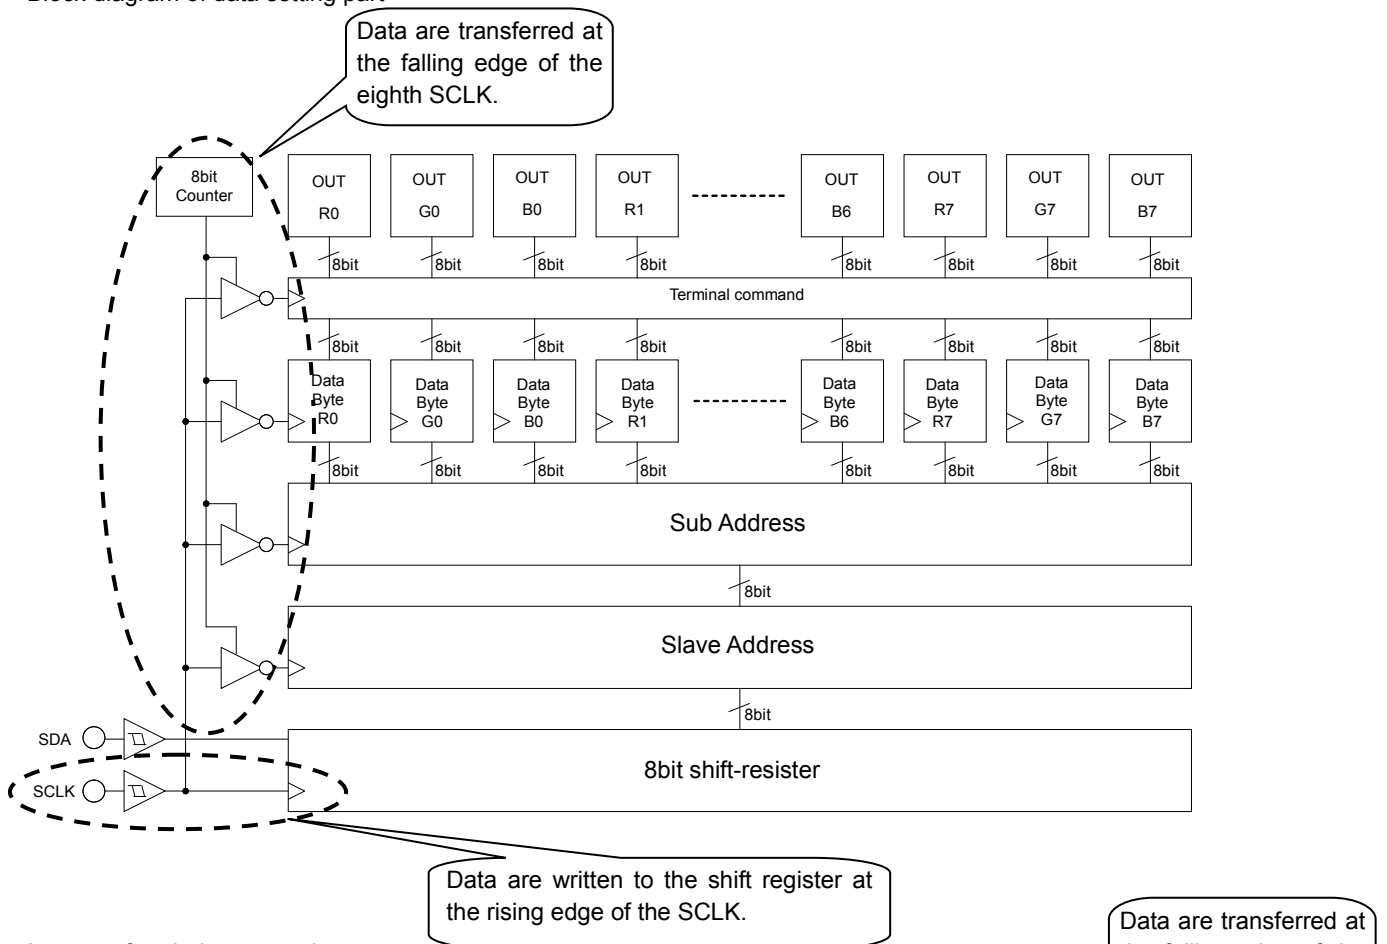 Data are transferred at
the falling edge of the
eighth SCLK.
8bit
Counter
OUT
R0
OUT
G0
OUT
B0
OUT
R1
OUT
B6
OUT
R7
OUT
G7
OUT
B7
8bit 8bit 8bit 8bit 8bit 8bit 8bit 8bit
Terminal command
8bit 8bit 8bit 8bit 8bit 8bit 8bit 8bit
Data
Byte
R0
Data
Byte
G0
Data
Byte
B0
Data
Byte
R1
Data
Byte
B6
Data
Byte
R7
Data
Byte
G7
Data
Byte
B7
8bit 8bit 8bit 8bit 8bit 8bit 8bit 8bit
Sub Address
8bit
Slave Address
8bit
SDA
8bit shift-resister
SCLK
Data are written to the shift register at
the rising edge of the SCLK.
Data are transferred at